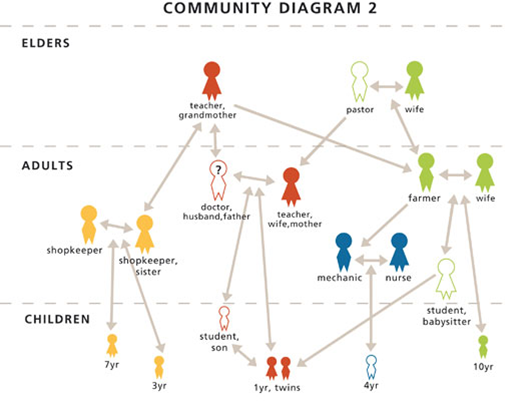 COMMUNITY DIAGRAM 2
ELDERS
teacher,
grandmother
pastor
wife
ADULTS
?
doctor,
husband,father
teacher,
wife,mother
farmer
wife
shopkeeper
shopkeeper,
sister
mechanic
nurse
student,
babysitter
CHILDREN
student,
son
7yr
3yr
1yr, twins
4yr
10yr